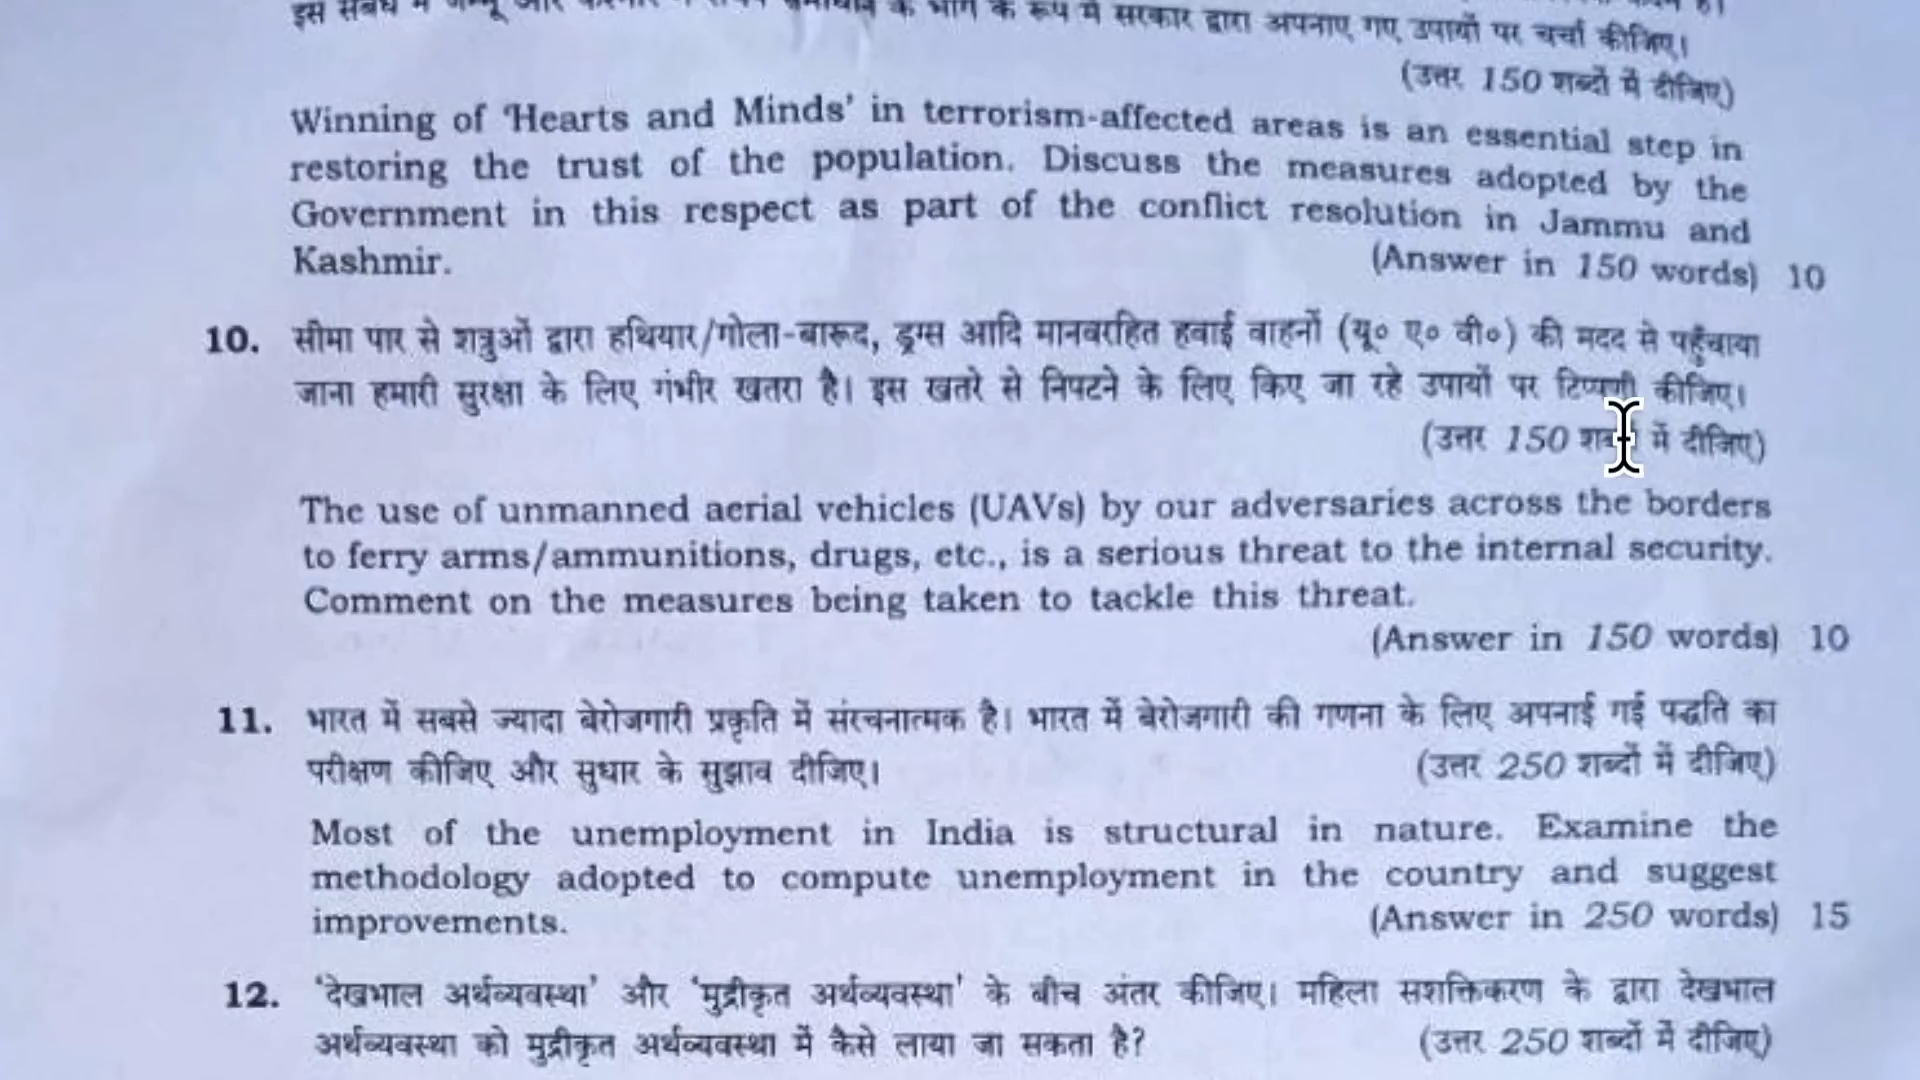 के भाग के रूप में सरकार द्वारा अपनाए गए उपायों पर चर्चा कीजिए।
(उत्तर 150 शब्दों में दीजिए)
Winning of ‘Hearts and Minds’ in terrorism-affected areas is an essential step in
restoring the trust of the population. Discuss the measures adopted by the
Government in this respect as part of the conflict resolution in Jammu and
Kashmir. (Answer in 150 words) 10
10. सीमा पार से शत्रुओं द्वारा हथियार/गोला-बारूद, ड्रग्स आदि मानवरहित हवाई वाहनों (यू० ए० वी०) की मदद से पहुँचाया
जाना हमारी सुरक्षा के लिए गंभीर खतरा है। इस खतरे से निपटने के लिए किए जा रहे उपायों पर टिप्पणी कीजिए।
(उत्तर 150 में दीजिए)
The use of unmanned aerial vehicles (UAVs) by our adversaries across the borders
to ferry arms/ammunitions, drugs, etc., is a serious threat to the internal security.
Comment on the measures being taken to tackle this threat.
(Answer in 150 words) 10
11. भारत में सबसे ज्यादा बेरोजगारी प्रकृति में संरचनात्मक है। भारत में बेरोजगारी की गणना के लिए अपनाई गई पद्धति का
परीक्षण कीजिए और सुधार के सुझाव दीजिए। (उत्तर 250 शब्दों में दीजिए)
Most of the unemployment in India is structural in nature. Examine the
methodology adopted to compute unemployment in the country and suggest
improvements. (Answer in 250 words) 15
12. ‘देखभाल अर्थव्यवस्था’ और ‘मुद्रीकृत अर्थव्यवस्था’ के बीच अंतर कीजिए। महिला सशक्तिकरण के द्वारा देखभाल
अर्थव्यवस्था को मुद्रीकृत अर्थव्यवस्था में कैसे लाया जा सकता है? (उत्तर 250 शब्दों में दीजिए)